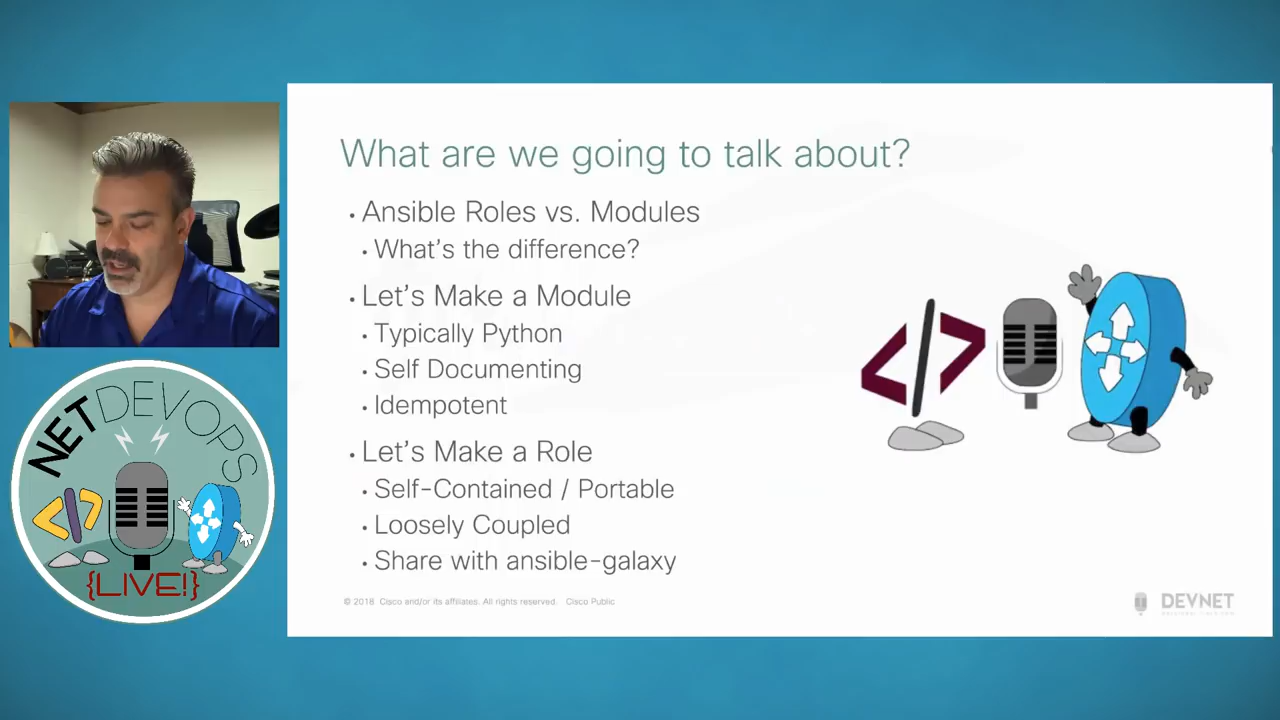 What are we going to talk about?
• Ansible Roles vs. Modules
• What's the difference?
• Let's Make a Module
• Typically Python
• Self Documenting
• Idempotent
• Let's Make a Role
• Self-Contained / Portable
• Loosely Coupled
• Share with ansible-galaxy
© 2018 Cisco and/or its affiliates. All rights reserved. Cisco Public
DEVNET
NETDEVOPS
{LIVE!}